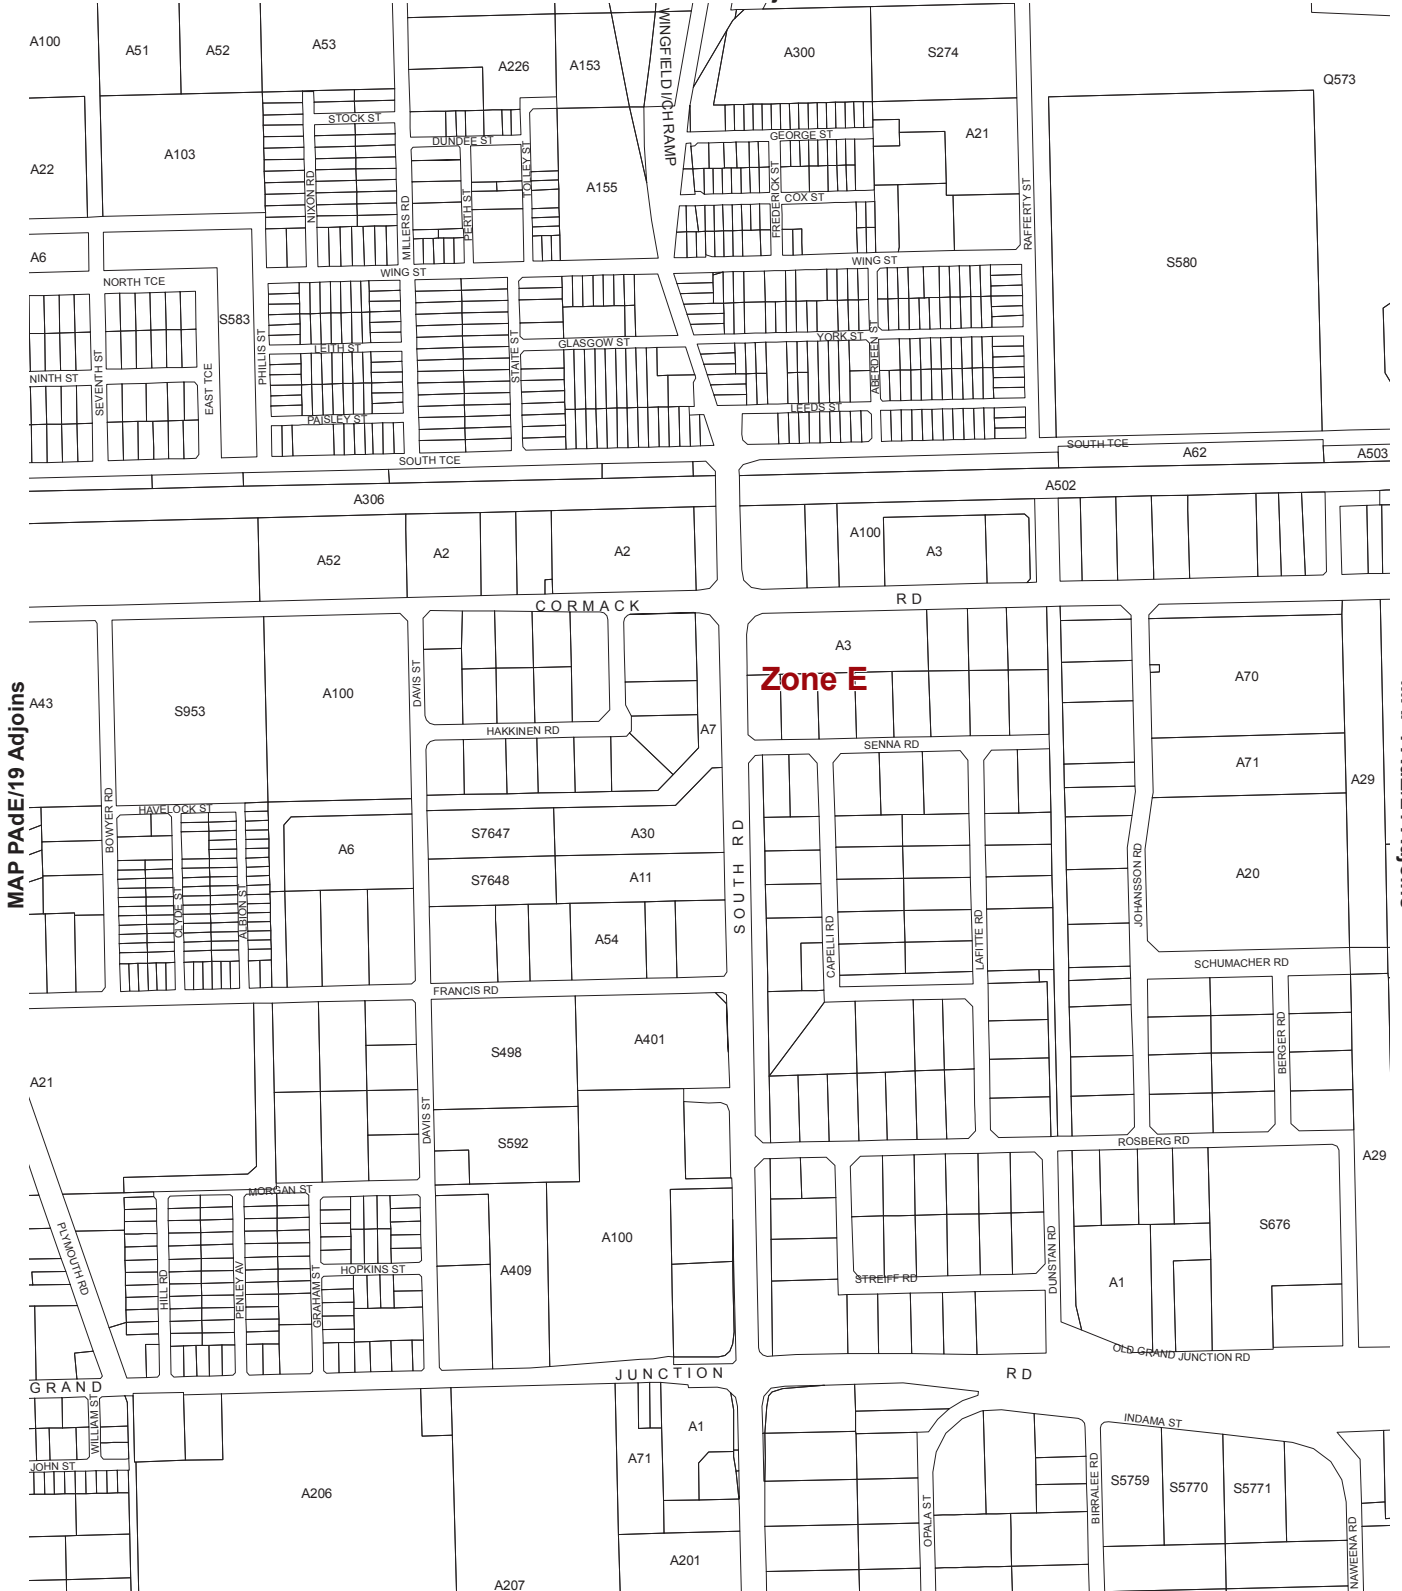 WINGFIELD I/CH RAMP
A100
A51
A52
A53
A226
A153
A300
S274
Q573
A22
A103
STOCK ST
DUNDEE ST
TOLLEY ST
A155
GEORGE ST
A21
NIXON RD
MILLERS RD
PERTH ST
FREDERICK ST
COX ST
RAFFERTY ST
A6
NORTH TCE
WING ST
WING ST
S580
S583
PHILLIS ST
LEITH ST
STAITE ST
GLASGOW ST
YORK ST
ABERDEEN ST
NINTH ST
SEVENTH ST
EAST TCE
PAISLEY ST
LEEDS ST
SOUTH TCE
SOUTH TCE
A62
A503
A306
A502
A52
A2
A2
A100
A3
CORMACK
RD
MAP PAdE/19 Adjoins
A43
S953
A100
DAVIS ST
HAKKINEN RD
A7
A3
Zone E
SENNA RD
A70
A71
A29
BOWYER RD
HAVELOCK ST
CLYDE ST
ALBION ST
A6
S7647
A30
S7648
A11
A54
SOUTH RD
CAPELLI RD
LAFITTE RD
JOHANSSON RD
A20
SCHUMACHER RD
FRANCIS RD
A21
S498
A401
BERGER RD
DAVIS ST
S592
ROSBERG RD
A29
MORGAN ST
PLYMOUTH RD
HILL RD
PENLEY AV
GRAHAM ST
HOPKINS ST
A409
A100
STREIFF RD
DUNSTAN RD
A1
S676
OLD GRAND JUNCTION RD
GRAND
JUNCTION
RD
WILLIAM ST
JOHN ST
A206
A207
A71
A1
A201
OPALA ST
BIRRALEE RD
INDAMA ST
S5759
S5770
S5771
NAWEENA RD